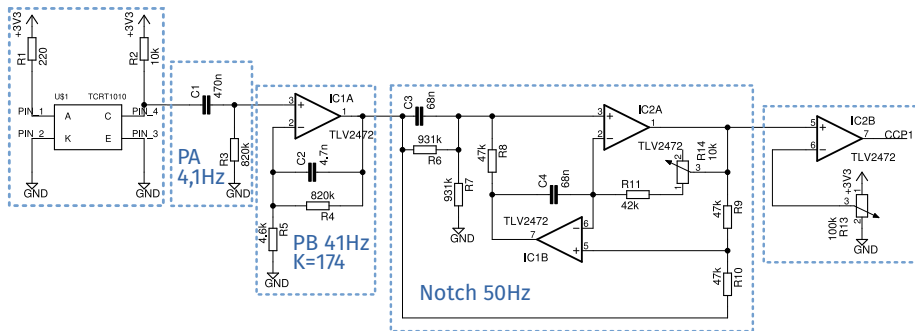 +3V3
R1
220
+3V3
R2
10k
U$1
TCRT1010
PIN_1
A
C
PIN_4
PIN_2
K
E
PIN_3
GND
GND
C1
470n
PA
4,1Hz
R3
820k
GND
3
+
2
-
1
IC1A
TLV2472
C2
4.7n
820k
R4
4.6k
R5
GND
PB 41Hz
K=174
C3
68n
931k
R6
931k
R7
GND
47k
R8
C4
68n
TLV2472
7
6
-
5
+
IC1B
3
+
2
-
1
IC2A
TLV2472
R11
42k
2
3
1
R14
10k
47k
R9
47k
R10
Notch 50Hz
IC2B
5
+
6
-
7
CCP1
TLV2472
+3V3
1
3
2
100k
R13
GND